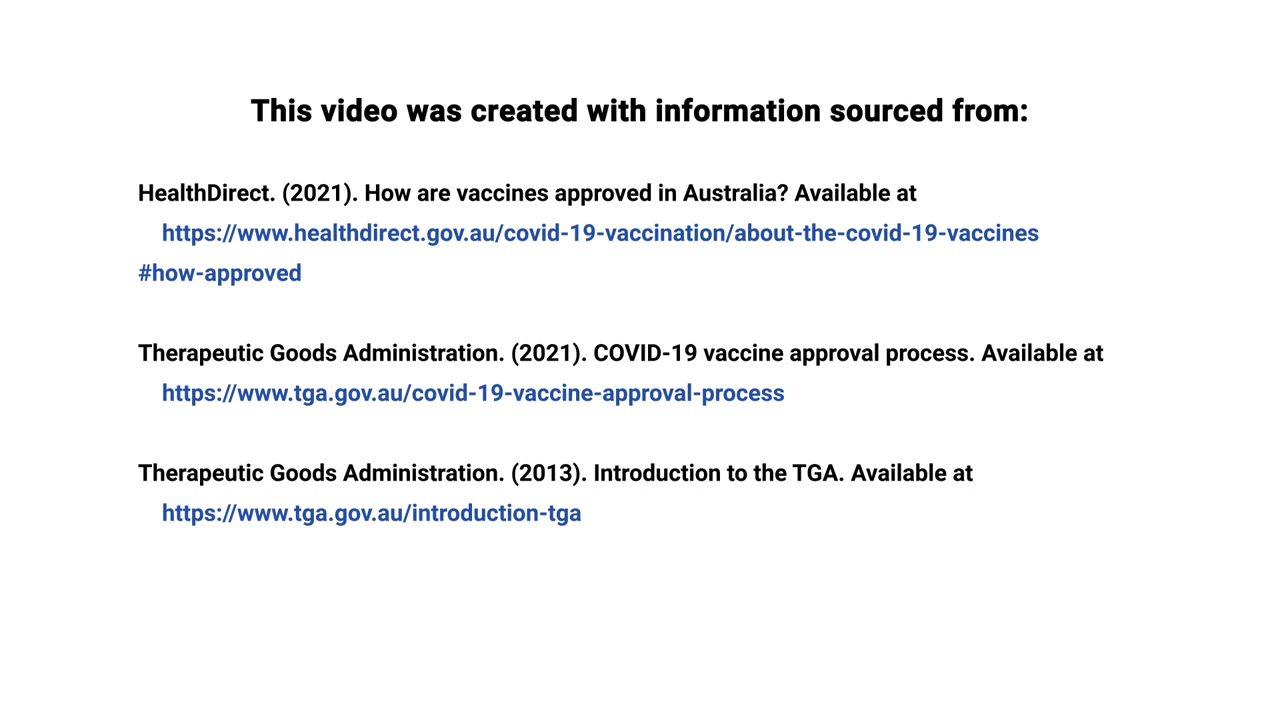 This video was created with information sourced from:
HealthDirect. (2021). How are vaccines approved in Australia? Available at
https://www.healthdirect.gov.au/covid-19-vaccination/about-the-covid-19-vaccines
#how-approved
Therapeutic Goods Administration. (2021). COVID-19 vaccine approval process. Available at
https://www.tga.gov.au/covid-19-vaccine-approval-process
Therapeutic Goods Administration. (2013). Introduction to the TGA. Available at
https://www.tga.gov.au/introduction-tga